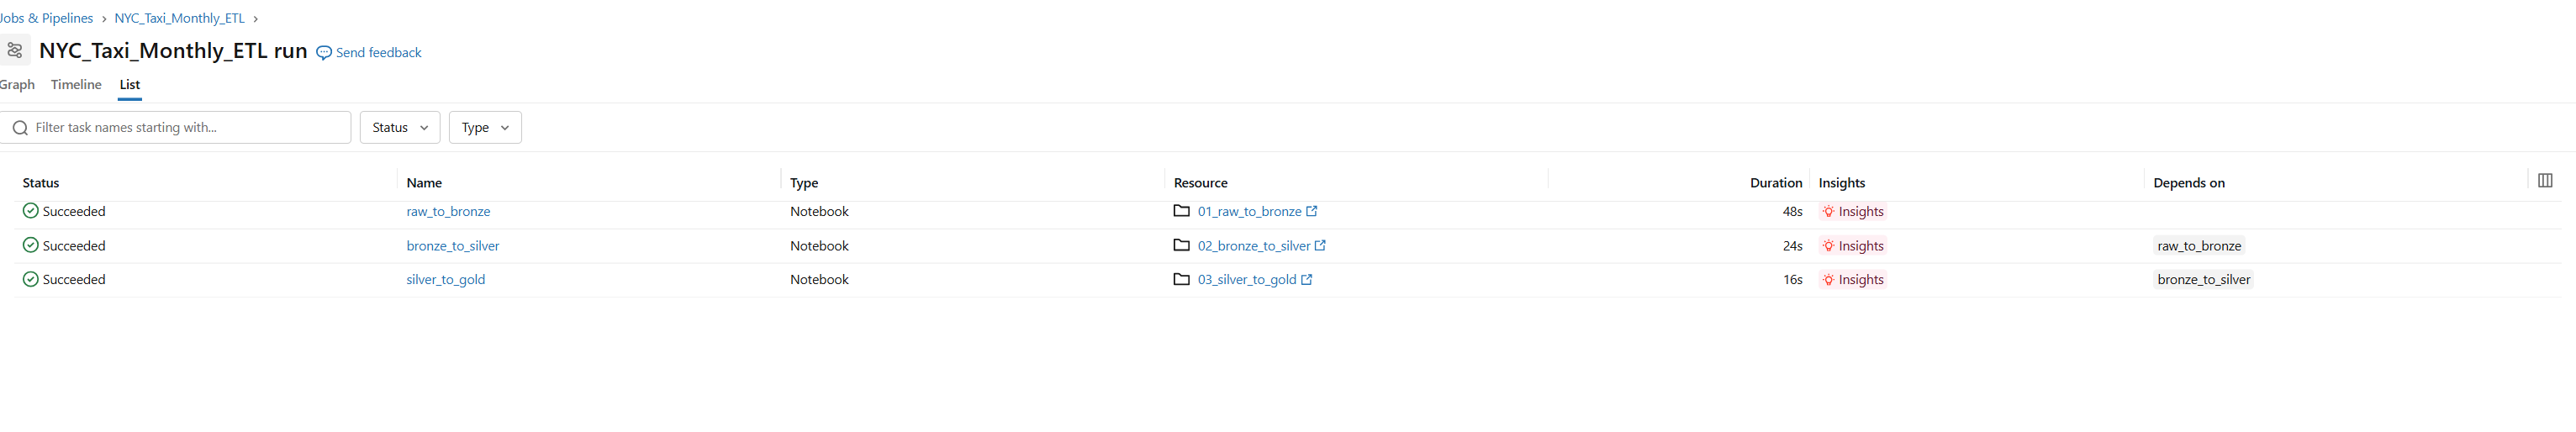 Jobs & Pipelines > NYC_Taxi_Monthly_ETL >
NYC_Taxi_Monthly_ETL run Send feedback
Graph Timeline List
Filter task names starting with... Status Type
Status Name Type Resource Duration Insights Depends on
Succeeded raw_to_bronze Notebook 01_raw_to_bronze 48s Insights
Succeeded bronze_to_silver Notebook 02_bronze_to_silver 24s Insights raw_to_bronze
Succeeded silver_to_gold Notebook 03_silver_to_gold 16s Insights bronze_to_silver